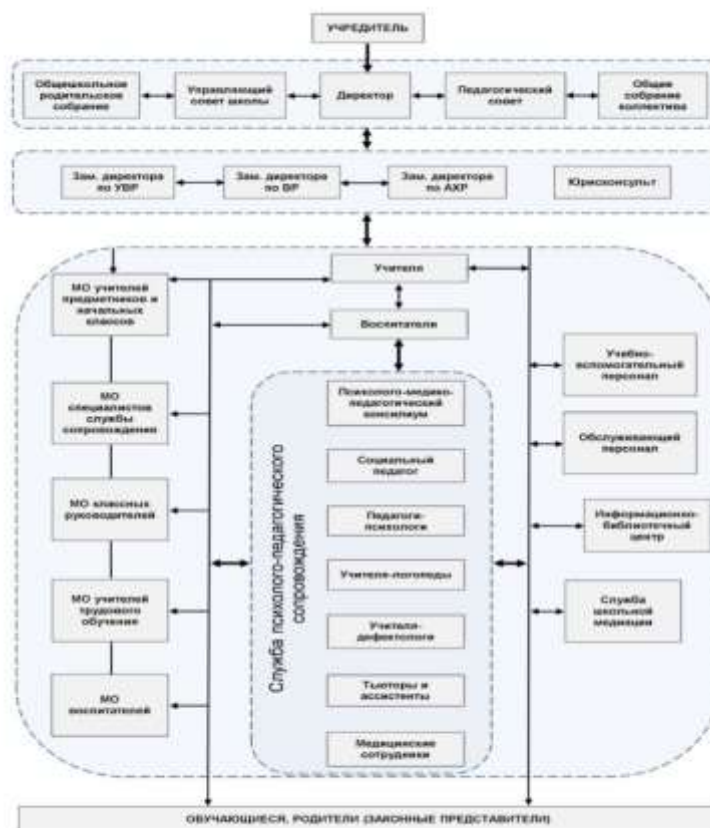 УЧРЕДИТЕЛЬ
Общешкольное
родительское
собрание
Управляющий
совет школы
Директор
Педагогический
совет
Общее
собрание
коллектива
Зам. директора
по УВР
Зам. директора
по ВР
Зам. директора
по АХР
Юрисконсульт
МО учителей
предметников и
начальных
классов
Учителя
Воспитатели
Учебно-
вспомогательный
персонал
МО
специалистов
службы
сопровождения
Обслуживающий
персонал
МО классных
руководителей
Информационно-
библиотечный
центр
МО учителей
трудового
обучения
Служба
школьной
медиации
МО
воспитателей
Служба психолого-педагогического
сопровождения
Психолого-медико-
педагогический
консилиум
Социальный
педагог
Педагоги-
психологи
Учителя-логопеды
Учителя-
дефектологи
Тьюторы и
ассистенты
Медицинские
сотрудники
ОБУЧАЮЩИЕСЯ, РОДИТЕЛИ (ЗАКОННЫЕ ПРЕДСТАВИТЕЛИ)